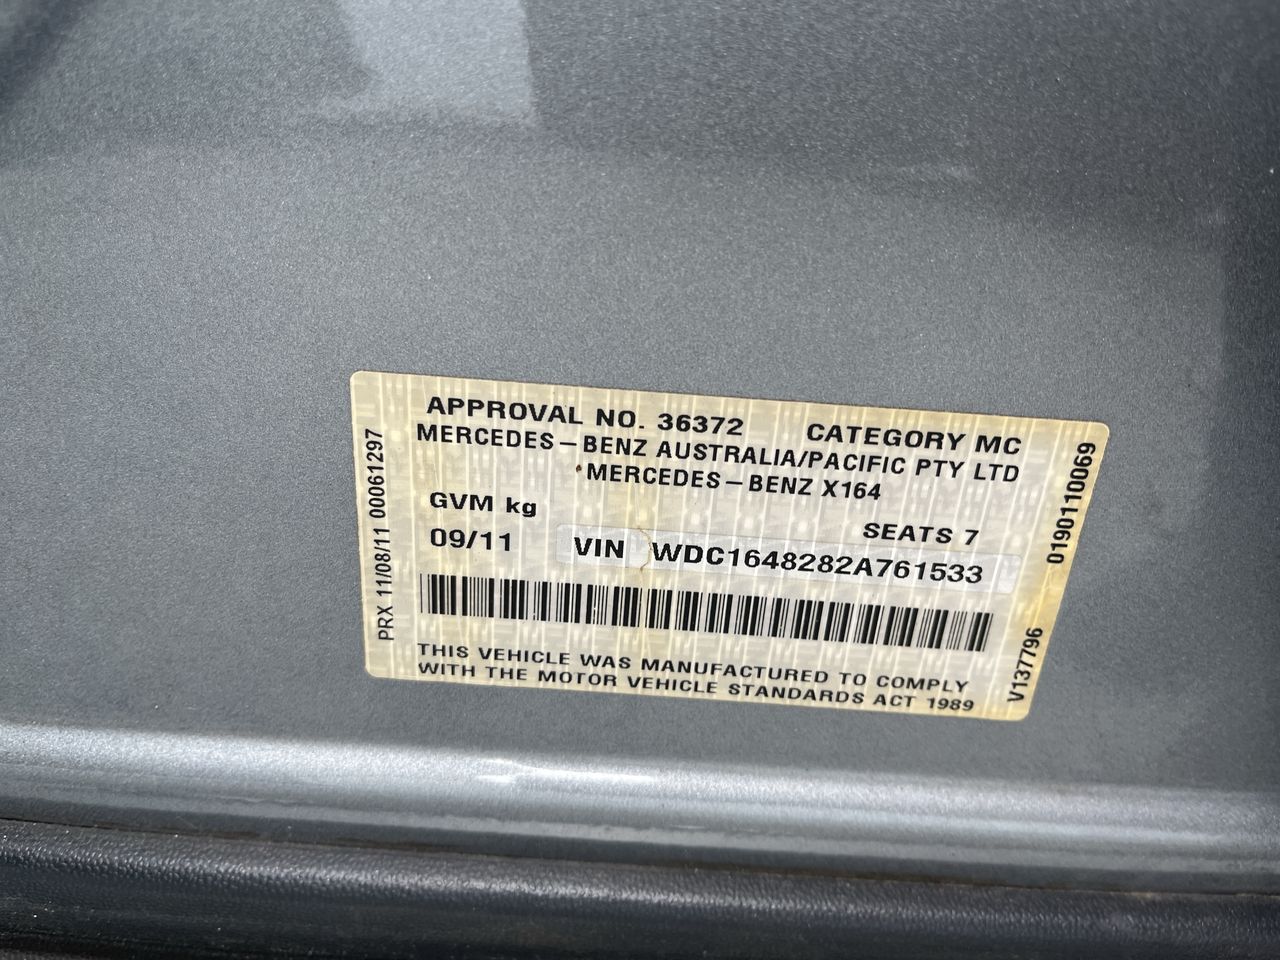 APPROVAL NO. 36372 CATEGORY MC
MERCEDES-BENZ AUSTRALIA/PACIFIC PTY LTD
MERCEDES-BENZ X164
GVM kg SEATS 7
09/11 VIN WDC1648282A761533
THIS VEHICLE WAS MANUFACTURED TO COMPLY
WITH THE MOTOR VEHICLE STANDARDS ACT 1989
PRX 11/08/11 00061297
0190110069
V137796